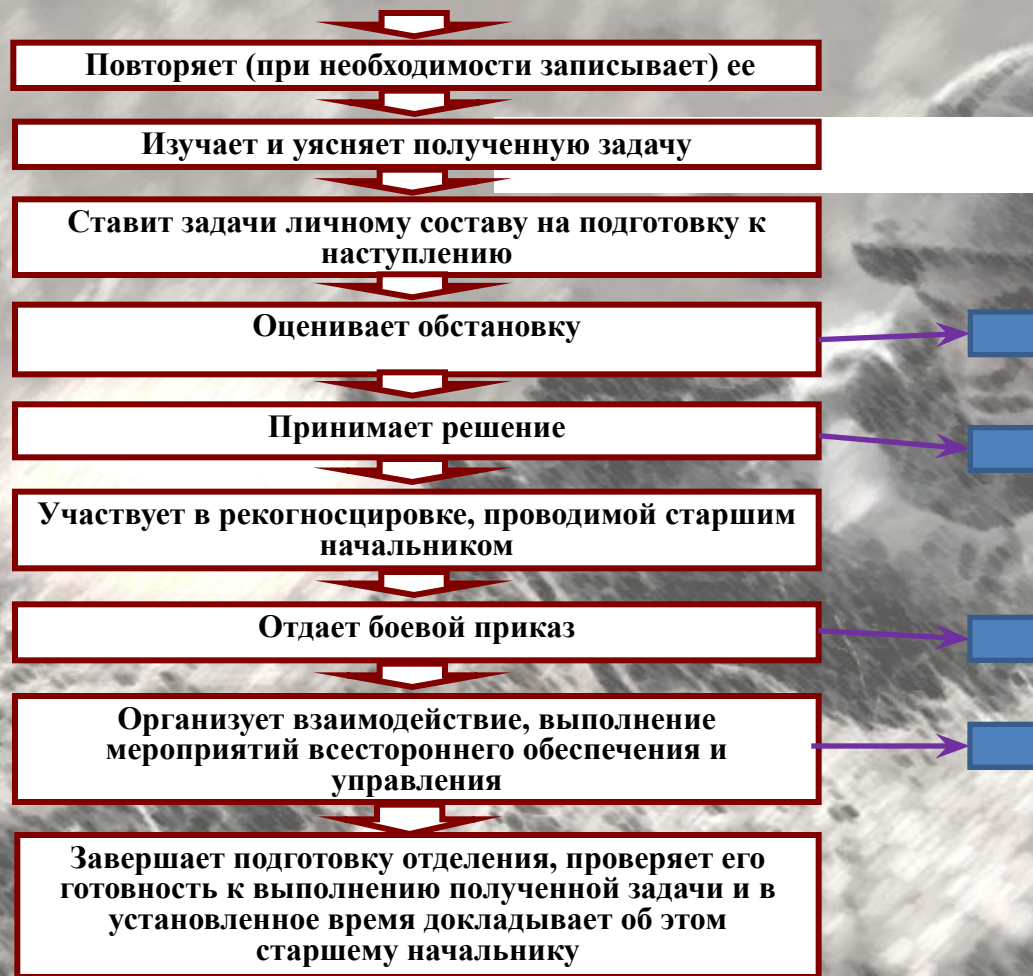 Повторяет (при необходимости записывает) ее
Изучает и уясняет полученную задачу
Ставит задачи личному составу на подготовку к
наступлению
Оценивает обстановку
Принимает решение
Участвует в рекогносцировке, проводимой старшим
начальником
Отдает боевой приказ
Организует взаимодействие, выполнение
мероприятий всестороннего обеспечения и
управления
Завершает подготовку отделения, проверяет его
готовность к выполнению полученной задачи и в
установленное время докладывает об этом
старшему начальнику